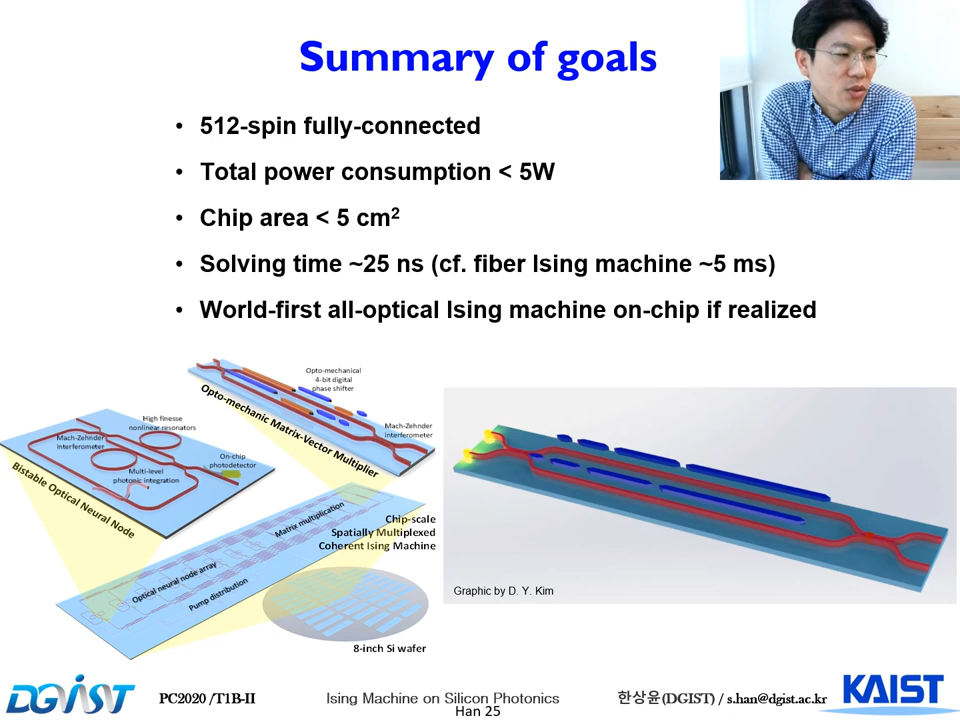 Summary of goals
• 512-spin fully-connected
• Total power consumption < 5W
• Chip area < 5 cm²
• Solving time ~25 ns (cf. fiber Ising machine ~5 ms)
• World-first all-optical Ising machine on-chip if realized
Opto-mechanical
4-bit digital
phase shifter
Opto-mechanic Matrix-Vector Multiplier
Mach-Zehnder
interferometer
High finesse
nonlinear resonators
Mach-Zehnder
interferometer
On-chip
photodetector
Multi-level
photonic integration
Bistable Optical Neural Node
Matrix multiplication
Chip-scale
Spatially Multiplexed
Coherent Ising Machine
Optical neural node array
Pump distribution
8-inch Si wafer
Graphic by D. Y. Kim
DGIST
PC2020 /T1B-II
Ising Machine on Silicon Photonics
한상윤(DGIST) / s.han@dgist.ac.kr
KAIST
Han 25